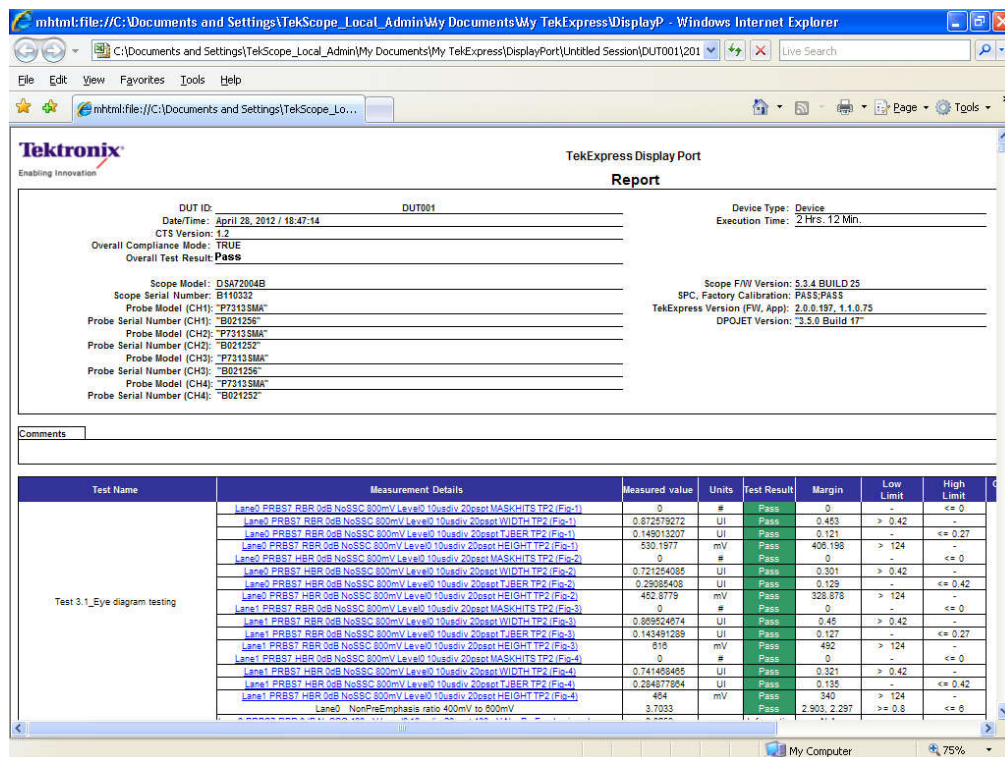 mhtml:file://C:\Documents and Settings\TekScope_Local_Admin\My Documents\My TekExpress\DisplayP - Windows Internet Explorer
C:\Documents and Settings\TekScope_Local_Admin\My Documents\My TekExpress\DisplayPort\Untitled Session\DUT001\201
Live Search
File Edit View Favorites Tools Help
mhtml:file://C:\Documents and Settings\TekScope_Lo...
Page Tools
Tektronix
Enabling Innovation
TekExpress Display Port
Report
DUT ID: DUT001 Device Type: Device
Date/Time: April 28, 2012 / 18:47:14 Execution Time: 2 Hrs. 12 Min.
CTS Version: 1.2
Overall Compliance Mode: TRUE
Overall Test Result: Pass
Scope Model: DSA72004B Scope F/W Version: 5.3.4 BUILD 25
Scope Serial Number: B110332 SPC, Factory Calibration: PASS;PASS
Probe Model (CH1): "P7313SMA" TekExpress Version (FW, App): 2.0.0.197, 1.1.0.75
Probe Serial Number (CH1): "B021256" DPOJET Version: "3.5.0 Build 17"
Probe Model (CH2): "P7313SMA"
Probe Serial Number (CH2): "B021252"
Probe Model (CH3): "P7313SMA"
Probe Serial Number (CH3): "B021256"
Probe Model (CH4): "P7313SMA"
Probe Serial Number (CH4): "B021252"
Comments
Test Name Measurement Details Measured value Units Test Result Margin Low Limit High Limit
Lane0 PRBS7 RBR 0dB NoSSC 800mV Level0 10usdiv 20pspt MASKHITS TP2 (Fig-1) 0 # Pass 0 - <= 0
Lane0 PRBS7 RBR 0dB NoSSC 800mV Level0 10usdiv 20pspt WIDTH TP2 (Fig-1) 0.872579272 UI Pass 0.453 > 0.42 -
Lane0 PRBS7 RBR 0dB NoSSC 800mV Level0 10usdiv 20pspt TJBER TP2 (Fig-1) 0.149013207 UI Pass 0.121 - <= 0.27
Lane0 PRBS7 RBR 0dB NoSSC 800mV Level0 10usdiv 20pspt HEIGHT TP2 (Fig-1) 530.1977 mV Pass 406.198 > 124 -
Lane0 PRBS7 HBR 0dB NoSSC 800mV Level0 10usdiv 20pspt MASKHITS TP2 (Fig-2) 0 # Pass 0 - <= 0
Lane0 PRBS7 HBR 0dB NoSSC 800mV Level0 10usdiv 20pspt WIDTH TP2 (Fig-2) 0.721254085 UI Pass 0.301 > 0.42 -
Lane0 PRBS7 HBR 0dB NoSSC 800mV Level0 10usdiv 20pspt TJBER TP2 (Fig-2) 0.29085408 UI Pass 0.129 - <= 0.42
Lane0 PRBS7 HBR 0dB NoSSC 800mV Level0 10usdiv 20pspt HEIGHT TP2 (Fig-2) 452.8779 mV Pass 328.878 > 124 -
Test 3.1_Eye diagram testing
Lane1 PRBS7 RBR 0dB NoSSC 800mV Level0 10usdiv 20pspt MASKHITS TP2 (Fig-3) 0 # Pass 0 - <= 0
Lane1 PRBS7 RBR 0dB NoSSC 800mV Level0 10usdiv 20pspt WIDTH TP2 (Fig-3) 0.869524674 UI Pass 0.45 > 0.42 -
Lane1 PRBS7 RBR 0dB NoSSC 800mV Level0 10usdiv 20pspt TJBER TP2 (Fig-3) 0.143491289 UI Pass 0.127 - <= 0.27
Lane1 PRBS7 RBR 0dB NoSSC 800mV Level0 10usdiv 20pspt HEIGHT TP2 (Fig-3) 616 mV Pass 492 > 124 -
Lane1 PRBS7 HBR 0dB NoSSC 800mV Level0 10usdiv 20pspt MASKHITS TP2 (Fig-4) 0 # Pass 0 - <= 0
Lane1 PRBS7 HBR 0dB NoSSC 800mV Level0 10usdiv 20pspt WIDTH TP2 (Fig-4) 0.741468465 UI Pass 0.321 > 0.42 -
Lane1 PRBS7 HBR 0dB NoSSC 800mV Level0 10usdiv 20pspt TJBER TP2 (Fig-4) 0.284877864 UI Pass 0.135 - <= 0.42
Lane1 PRBS7 HBR 0dB NoSSC 800mV Level0 10usdiv 20pspt HEIGHT TP2 (Fig-4) 464 mV Pass 340 > 124 -
Lane0 NonPreEmphasis ratio 400mV to 600mV 3.7033 Pass 2.903, 2.297 >= 0.8 <= 6
My Computer 75%